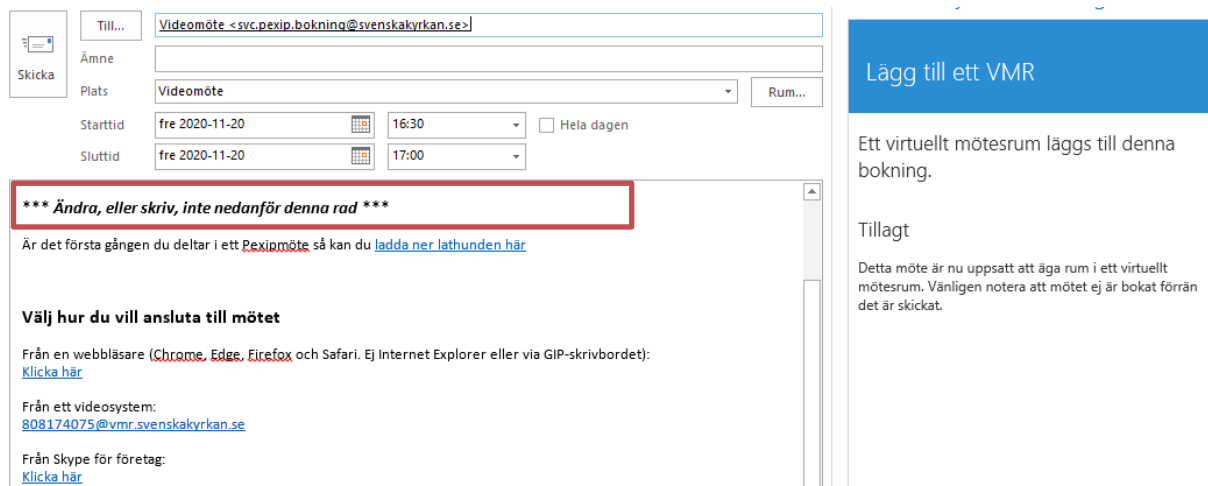 Till...
Videomöte <svc.pexip.bokning@svenskakyrkan.se>
Skicka
Ämne
Plats
Videomöte
Rum...
Starttid
fre 2020-11-20
16:30
Hela dagen
Sluttid
fre 2020-11-20
17:00
*** Ändra, eller skriv, inte nedanför denna rad ***
Är det första gången du deltar i ett Pexipmöte så kan du ladda ner lathunden här
Välj hur du vill ansluta till mötet
Från en webbläsare (Chrome, Edge, Firefox och Safari. Ej Internet Explorer eller via GIP-skrivbordet):
Klicka här
Från ett videosystem:
808174075@vmr.svenskakyrkan.se
Från Skype för företag:
Klicka här
Lägg till ett VMR
Ett virtuellt mötesrum läggs till denna
bokning.
Tillagt
Detta möte är nu uppsatt att äga rum i ett virtuellt
mötesrum. Vänligen notera att mötet ej är bokat förrän
det är skickat.